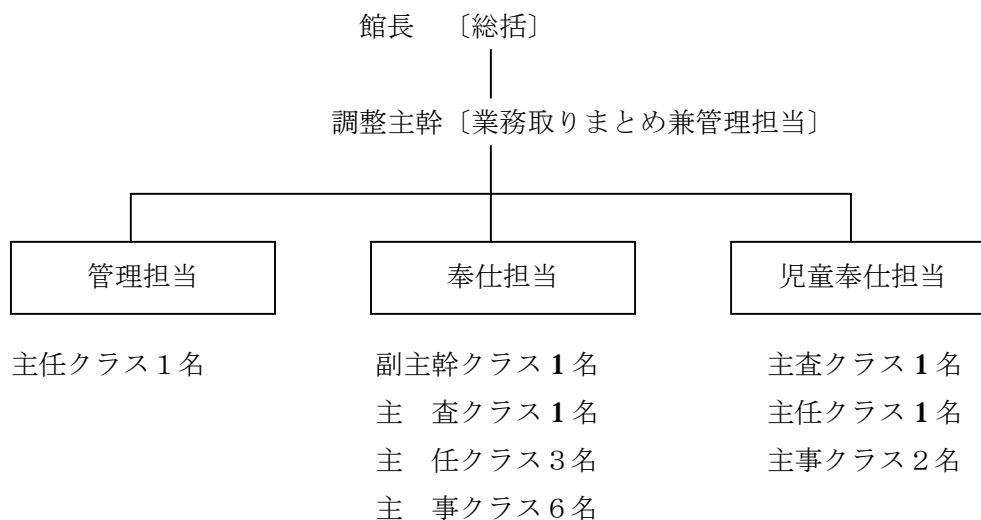 館長　〔総括〕
調整主幹〔業務取りまとめ兼管理担当〕
管理担当
主任クラス１名
奉仕担当
副主幹クラス1名
主　査クラス1名
主　任クラス３名
主　事クラス６名
児童奉仕担当
主査クラス1名
主任クラス1名
主事クラス２名